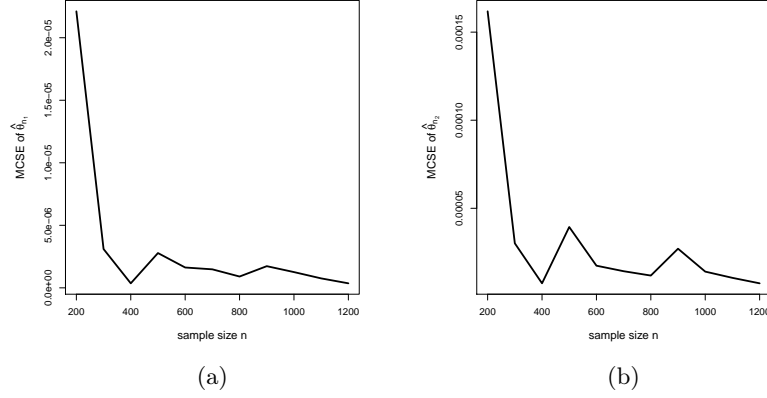 2.0e−05
1.5e−05
1.0e−05
5.0e−06
0.0e+00
MCSE of θ̂n₁
200 400 600 800 1000 1200
sample size n
(a)
0.00015
0.00010
0.00005
MCSE of θ̂n₂
200 400 600 800 1000 1200
sample size n
(b)